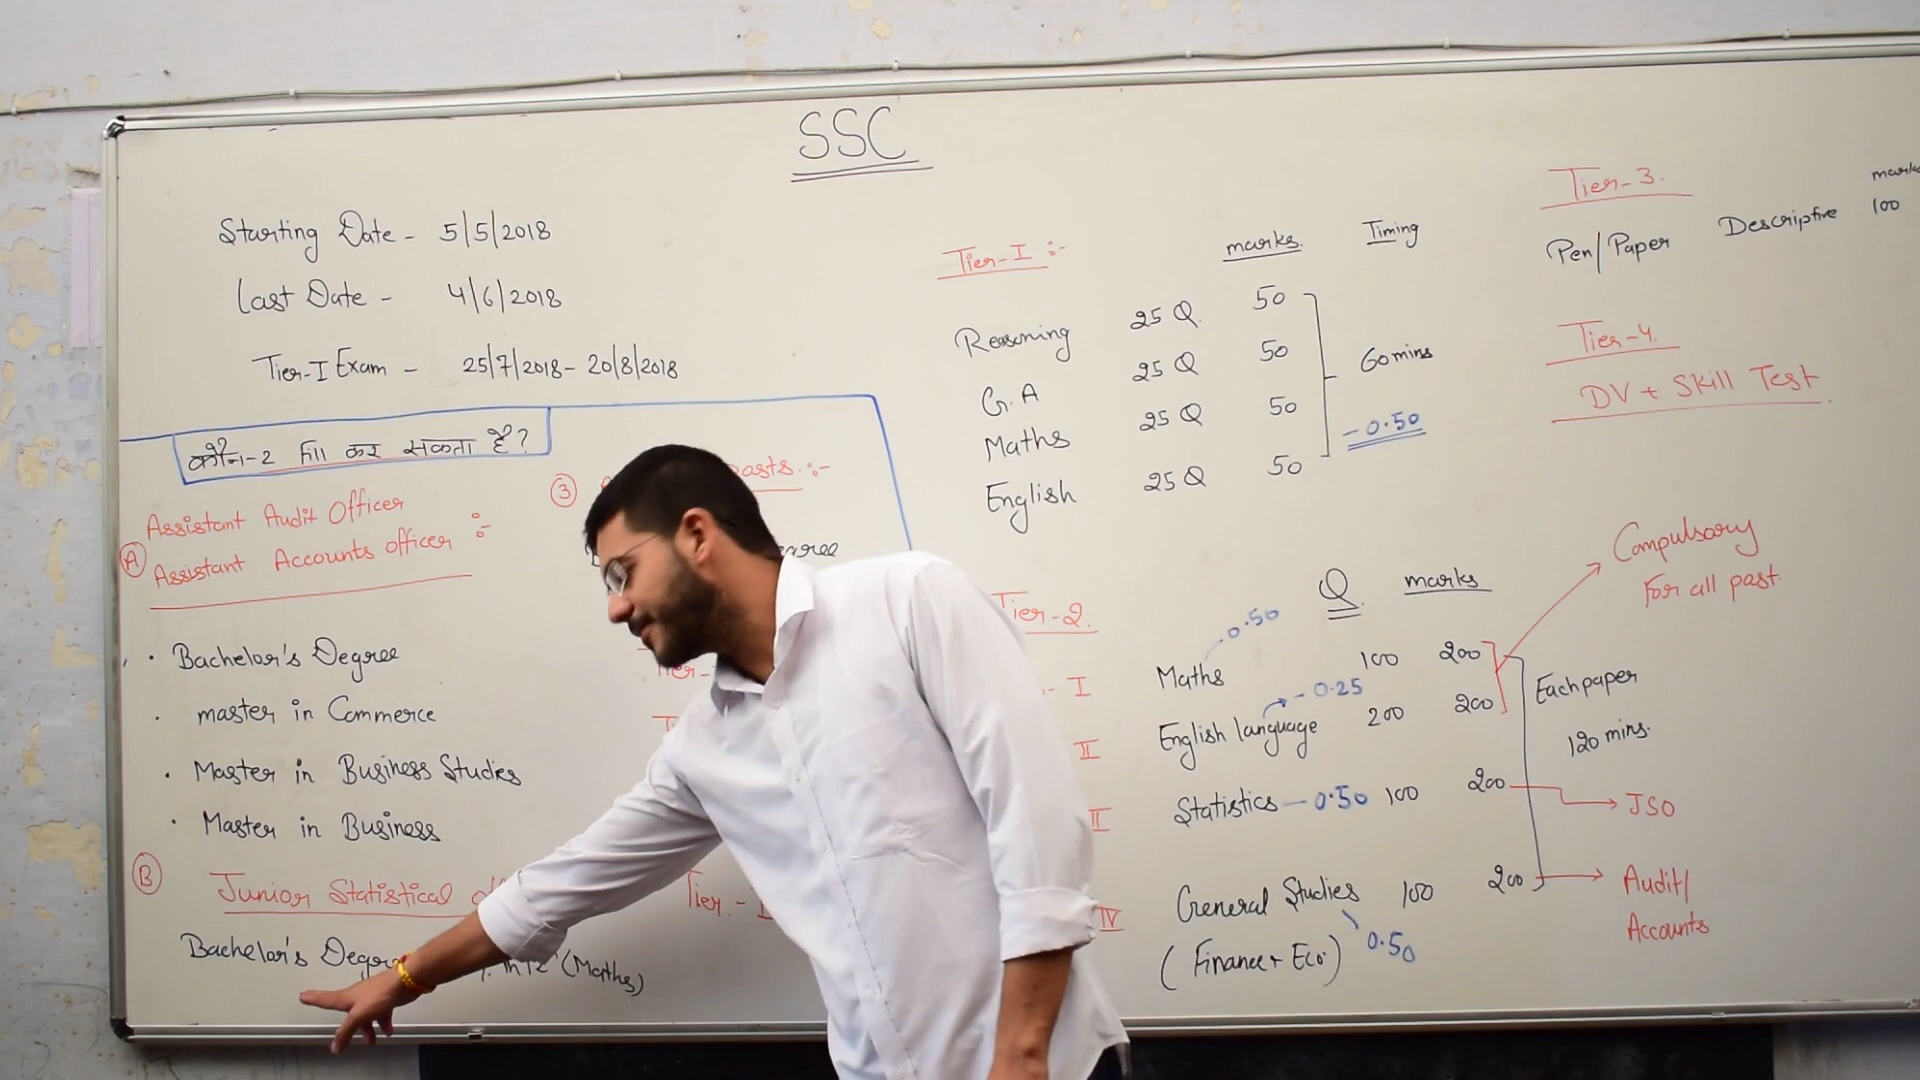 SSC
Starting Date - 5/5/2018
Last Date - 4/6/2018
Tier-I Exam - 25/7/2018 - 20/8/2018
कौन-2 fill कर सकता है?
Assistant Audit Officer
(A) Assistant Accounts officer :-
• Bachelor's Degree
• master in Commerce
• Master in Business Studies
• Master in Business
(B) Junior Statistical
Bachelor's in 12th (Maths)
(3) posts :-
Tier-I :- marks. Timing
Reasoning 25 Q. 50
G.A 25 Q 50 60 mins
Maths 25 Q 50 -0.50
English 25 Q 50
Tier-2. Q. marks
I Maths -0.50 100 200
II English language -0.25 200 200
Statistics - 0.50 100 200 JSO
IV General Studies 100 200 Audit/
(Finance + Eco.) 0.50 Accounts
Compulsory
For all post.
Each paper
120 mins.
Tier-3. marks
Pen/Paper Descriptive 100
Tier-4.
DV + Skill Test